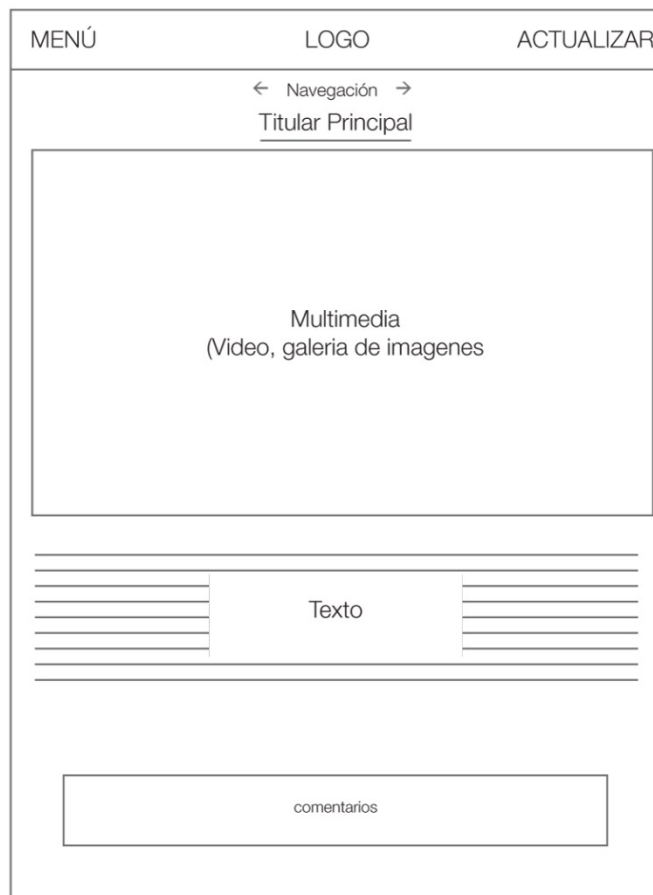 MENÚ LOGO ACTUALIZAR
← Navegación →
Titular Principal
Multimedia
(Video, galeria de imagenes
Texto
comentarios